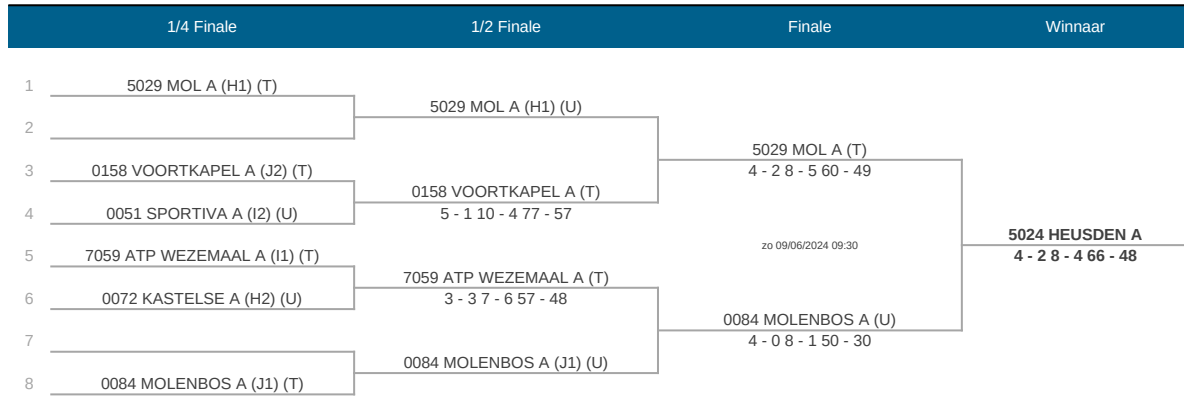 1/4 Finale 1/2 Finale Finale Winnaar
1 5029 MOL A (H1) (T)
5029 MOL A (H1) (U)
2
5029 MOL A (T)
3 0158 VOORTKAPEL A (J2) (T)
4 - 2 8 - 5 60 - 49
0158 VOORTKAPEL A (T)
4 0051 SPORTIVA A (I2) (U)
5 - 1 10 - 4 77 - 57
5024 HEUSDEN A
zo 09/06/2024 09:30
5 7059 ATP WEZEMAAL A (I1) (T)
4 - 2 8 - 4 66 - 48
7059 ATP WEZEMAAL A (T)
6 0072 KASTELSE A (H2) (U)
3 - 3 7 - 6 57 - 48
0084 MOLENBOS A (U)
7
4 - 0 8 - 1 50 - 30
0084 MOLENBOS A (J1) (U)
8 0084 MOLENBOS A (J1) (T)